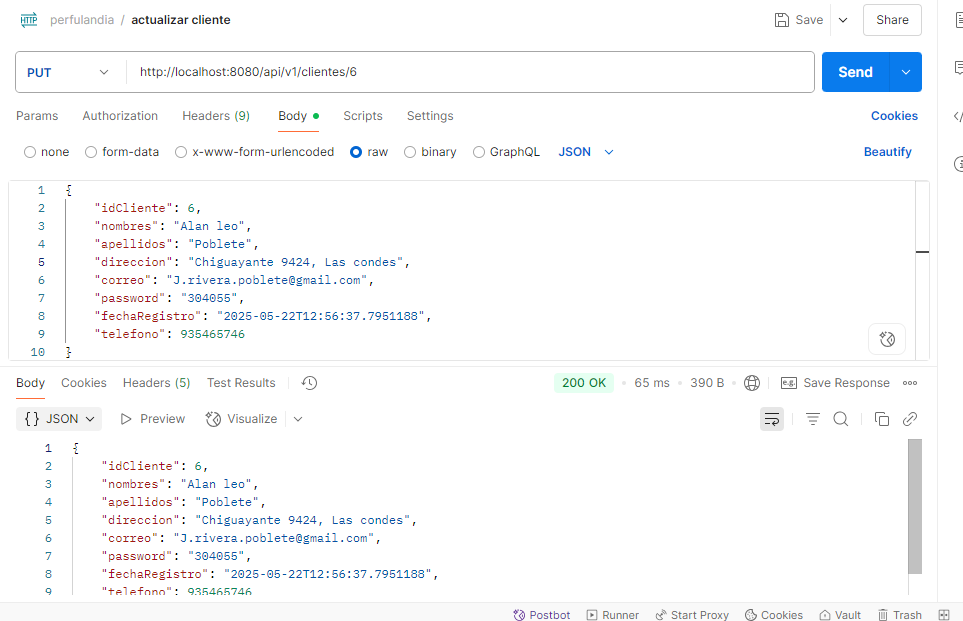 HTTP perfulandia / actualizar cliente Save Share
PUT http://localhost:8080/api/v1/clientes/6 Send
Params Authorization Headers (9) Body Scripts Settings Cookies
none form-data x-www-form-urlencoded raw binary GraphQL JSON Beautify
1 {
2 "idCliente": 6,
3 "nombres": "Alan leo",
4 "apellidos": "Poblete",
5 "direccion": "Chiguayante 9424, Las condes",
6 "correo": "J.rivera.poblete@gmail.com",
7 "password": "304055",
8 "fechaRegistro": "2025-05-22T12:56:37.7951188",
9 "telefono": 935465746
10 }
Body Cookies Headers (5) Test Results 200 OK 65 ms 390 B e.g. Save Response
{} JSON Preview Visualize
1 {
2 "idCliente": 6,
3 "nombres": "Alan leo",
4 "apellidos": "Poblete",
5 "direccion": "Chiguayante 9424, Las condes",
6 "correo": "J.rivera.poblete@gmail.com",
7 "password": "304055",
8 "fechaRegistro": "2025-05-22T12:56:37.7951188",
9 "telefono": 935465746
Postbot Runner Start Proxy Cookies Vault Trash